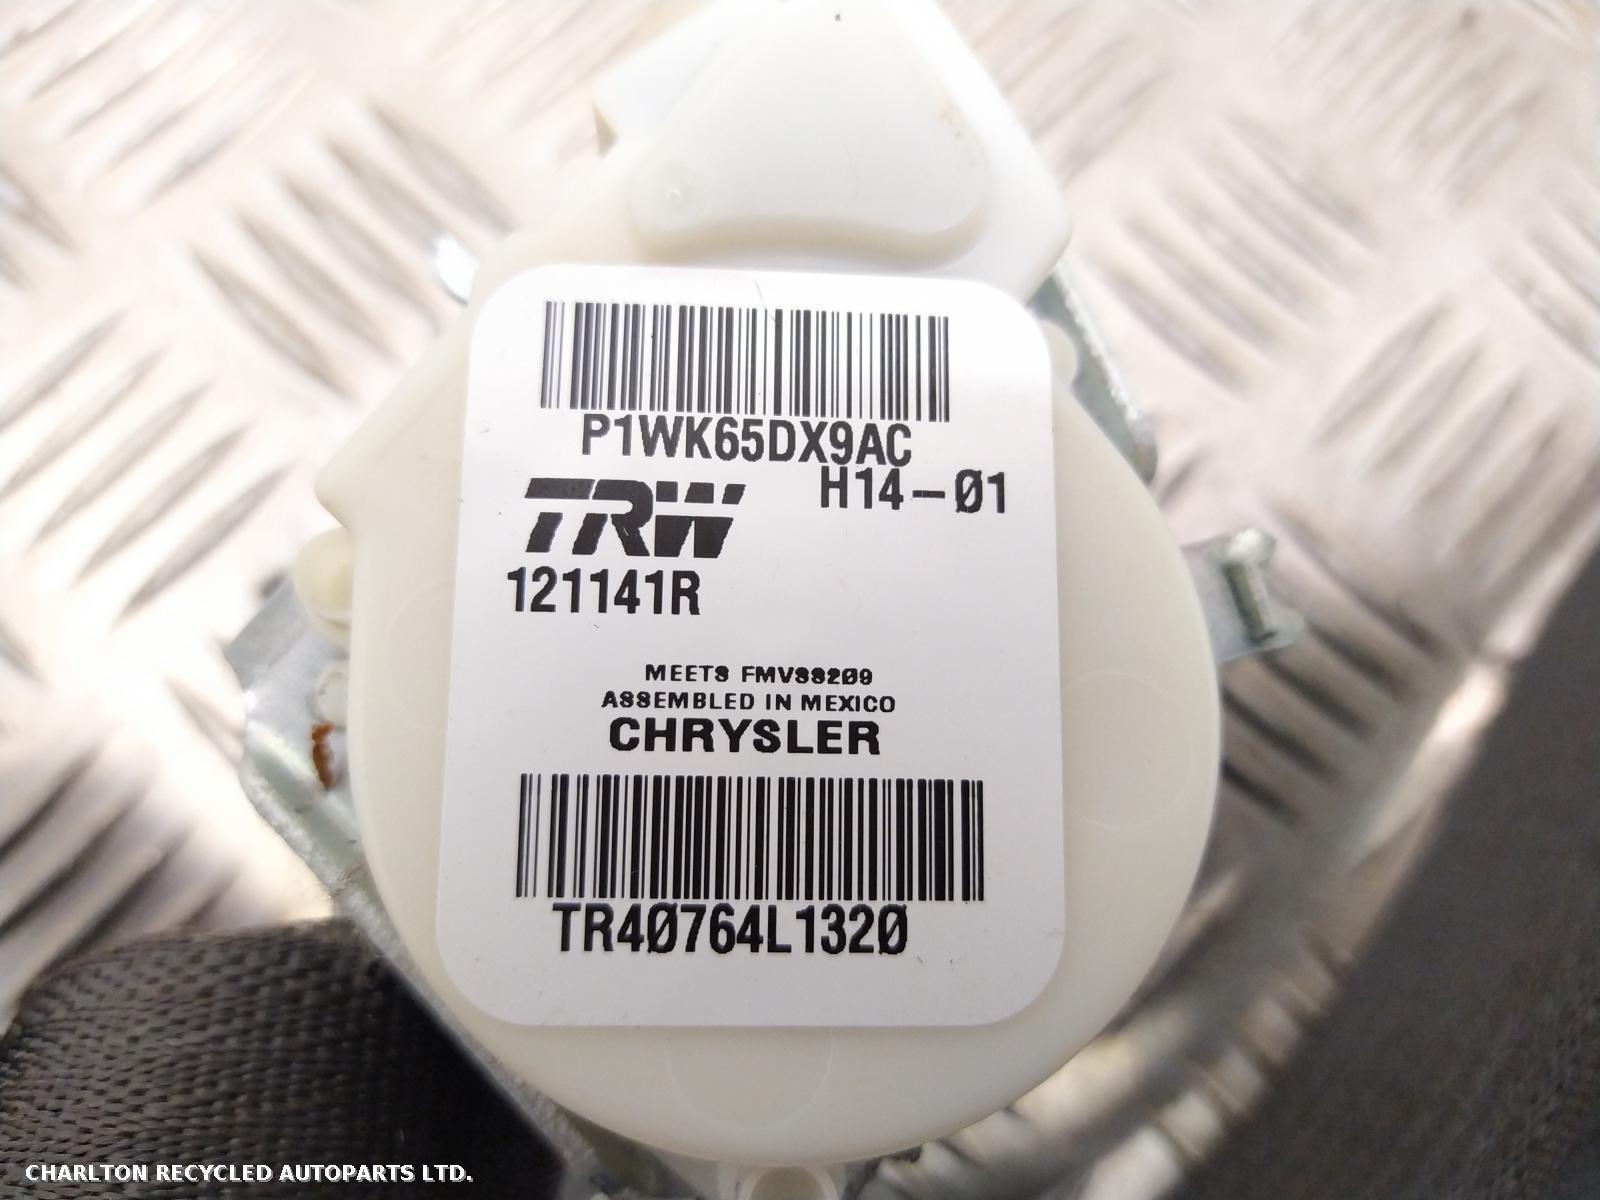 P1WK65DX9AC
H14-01
TRW
121141R
MEETS FMVSS209
ASSEMBLED IN MEXICO
CHRYSLER
TR40764L1320
CHARLTON RECYCLED AUTOPARTS LTD.